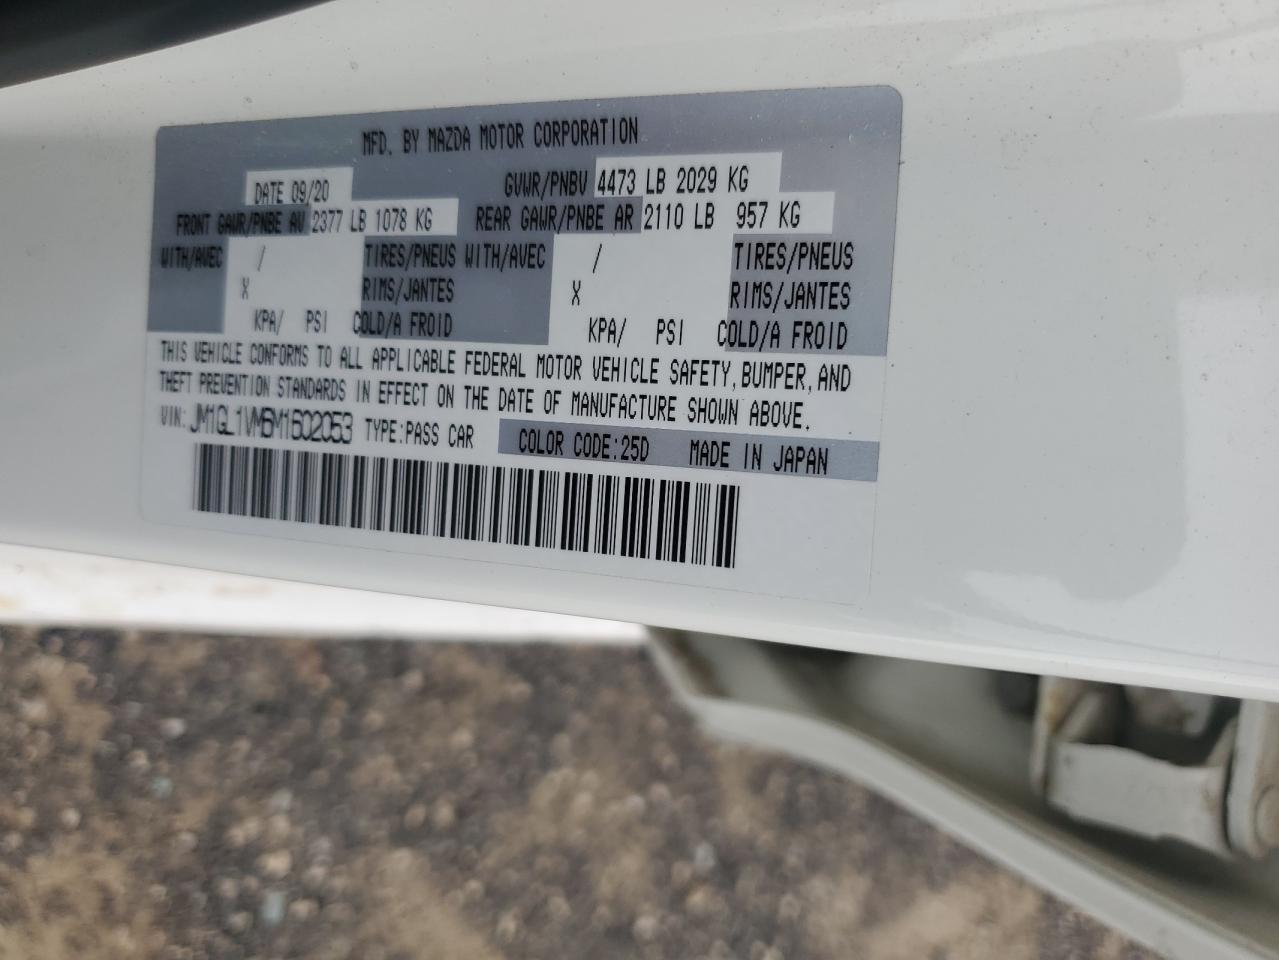 MFD. BY MAZDA MOTOR CORPORATION
DATE 09/20 GVWR/PNBV 4473 LB 2029 KG
FRONT GAWR/PNBE AV 2377 LB 1078 KG REAR GAWR/PNBE AR 2110 LB 957 KG
WITH/AVEC / TIRES/PNEUS WITH/AVEC / TIRES/PNEUS
X RIMS/JANTES X RIMS/JANTES
KPA/ PSI COLD/A FROID KPA/ PSI COLD/A FROID
THIS VEHICLE CONFORMS TO ALL APPLICABLE FEDERAL MOTOR VEHICLE SAFETY, BUMPER, AND
THEFT PREVENTION STANDARDS IN EFFECT ON THE DATE OF MANUFACTURE SHOWN ABOVE.
VIN: JM1GL1VM6M1602053 TYPE:PASS CAR COLOR CODE:25D MADE IN JAPAN